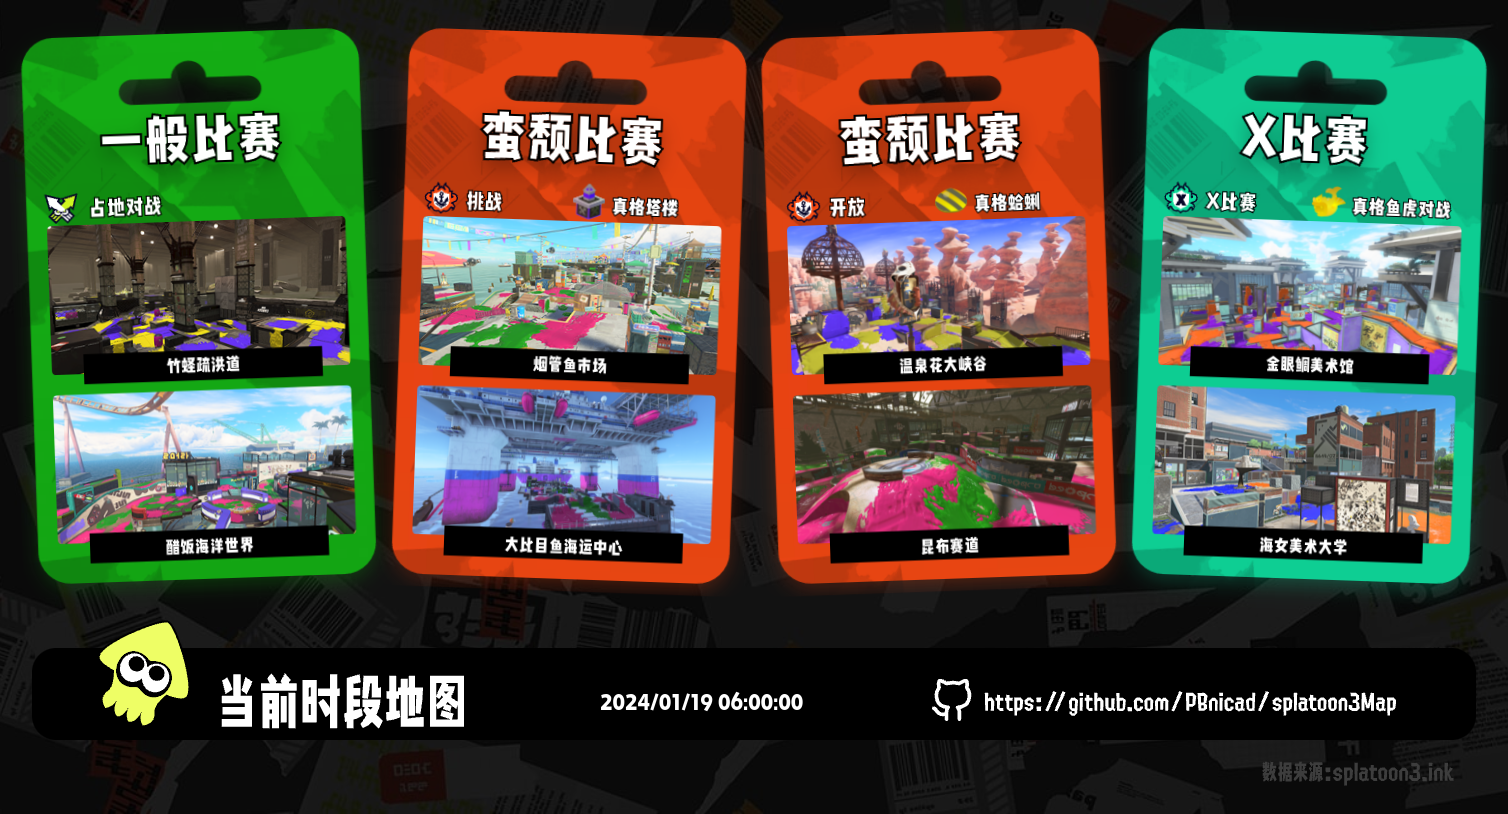 一般比赛
占地对战
竹蛏疏洪道
醋饭海洋世界
蛮颓比赛
挑战
真格塔楼
烟管鱼市场
大比目鱼海运中心
蛮颓比赛
开放
真格蛤蜊
温泉花大峡谷
昆布赛道
X比赛
X比赛
真格鱼虎对战
金眼鲷美术馆
海女美术大学
当前时段地图
2024/01/19 06:00:00
https://github.com/PBnicad/splatoon3Map
数据来源:splatoon3.ink